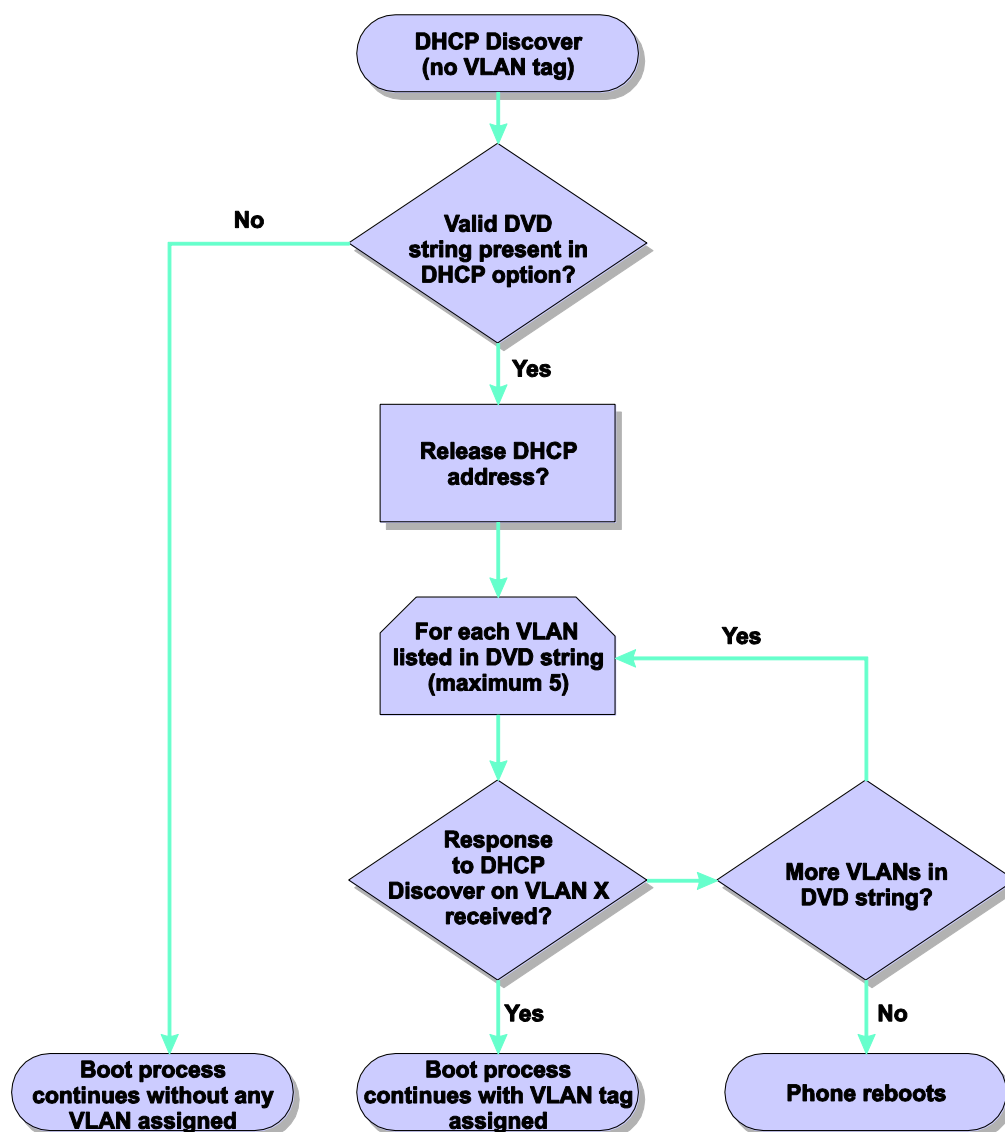 DHCP Discover
(no VLAN tag)
Valid DVD
string present in
DHCP option?
No
Yes
Release DHCP
address?
For each VLAN
listed in DVD string
(maximum 5)
Yes
Response
to DHCP
Discover on VLAN X
received?
More VLANs in
DVD string?
Yes
No
Boot process
continues without any
VLAN assigned
Boot process
continues with VLAN tag
assigned
Phone reboots